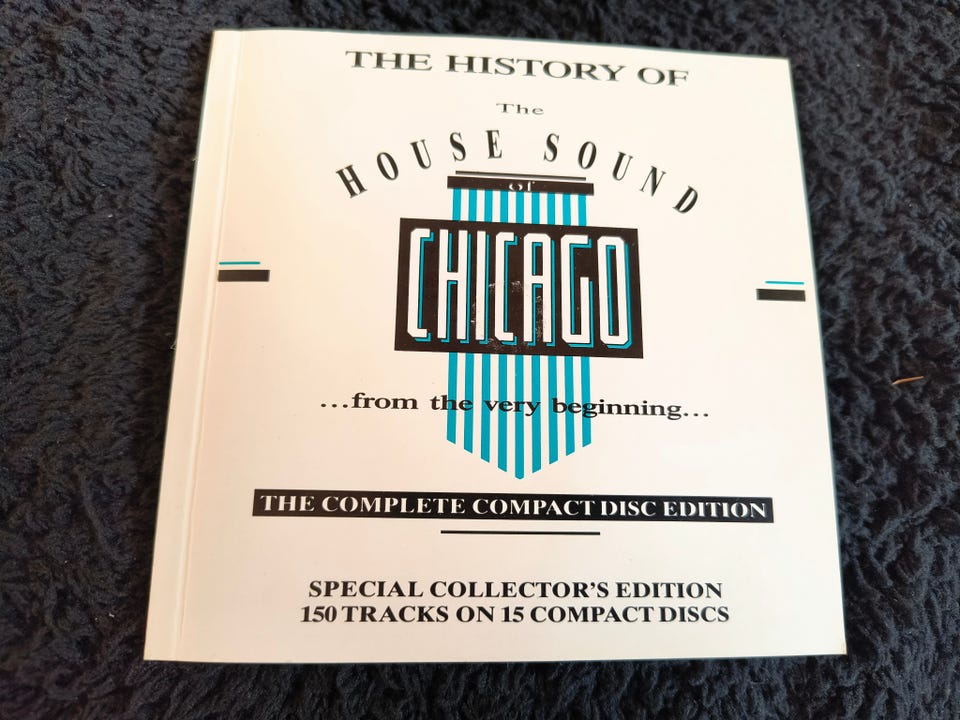 THE HISTORY OF
The
HOUSE SOUND
of
CHICAGO
...from the very beginning...
THE COMPLETE COMPACT DISC EDITION
SPECIAL COLLECTOR'S EDITION
150 TRACKS ON 15 COMPACT DISCS